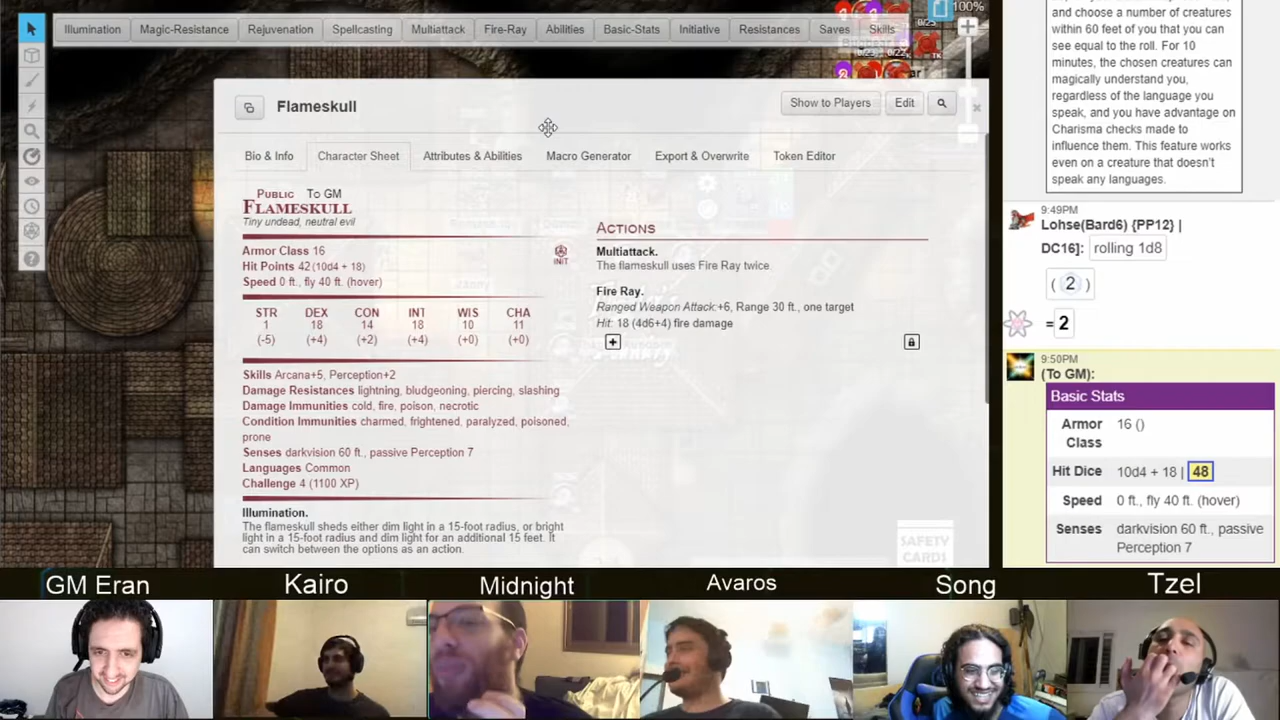 Illumination Magic-Resistance Rejuvenation Spellcasting Multiattack Fire-Ray Abilities Basic-Stats Initiative Resistances Saves Skills
100%
Flameskull
Show to Players Edit
Bio & Info Character Sheet Attributes & Abilities Macro Generator Export & Overwrite Token Editor
PUBLIC To GM
FLAMESKULL
Tiny undead, neutral evil
Armor Class 16
Hit Points 42 (10d4 + 18)
Speed 0 ft., fly 40 ft. (hover)
INIT
STR DEX CON INT WIS CHA
1 18 14 18 10 11
(-5) (+4) (+2) (+4) (+0) (+0)
Skills Arcana+5, Perception+2
Damage Resistances lightning, bludgeoning, piercing, slashing
Damage Immunities cold, fire, poison, necrotic
Condition Immunities charmed, frightened, paralyzed, poisoned,
prone
Senses darkvision 60 ft., passive Perception 7
Languages Common
Challenge 4 (1100 XP)
Illumination.
The flameskull sheds either dim light in a 15-foot radius, or bright
light in a 15-foot radius and dim light for an additional 15 feet. It
can switch between the options as an action.
ACTIONS
Multiattack.
The flameskull uses Fire Ray twice.
Fire Ray.
Ranged Weapon Attack:+6, Range 30 ft., one target
Hit: 18 (4d6+4) fire damage
SAFETY
CARDS
and choose a number of creatures
within 60 feet of you that you can
see equal to the roll. For 10
minutes, the chosen creatures can
magically understand you,
regardless of the language you
speak, and you have advantage on
Charisma checks made to
influence them. This feature works
even on a creature that doesn't
speak any languages.
9:49PM
Lohse(Bard6) {PP12} |
DC16]: rolling 1d8
( 2 )
= 2
9:50PM
(To GM):
Basic Stats
Armor 16 ()
Class
Hit Dice 10d4 + 18 | 48
Speed 0 ft., fly 40 ft. (hover)
Senses darkvision 60 ft., passive
Perception 7
GM Eran Kairo Midnight Avaros Song Tzel